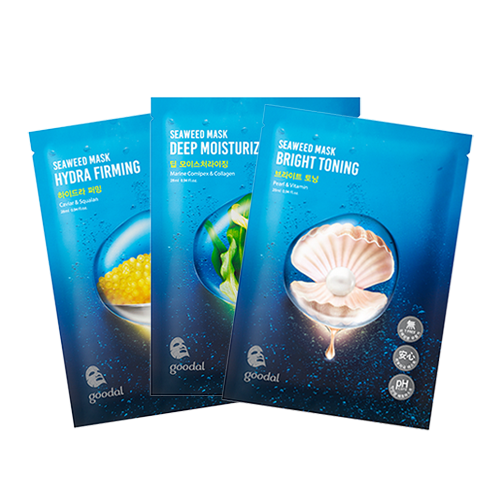 SEAWEED MASK
HYDRA FIRMING
하이드라 퍼밍
Caviar & Squalan
goodal
SEAWEED MASK
DEEP MOISTURIZ
딥 모이스처라이징
Marine Complex & Collagen
goodal
SEAWEED MASK
BRIGHT TONING
브라이트 토닝
Pearl & Vitamin
無
安心
pH
goodal